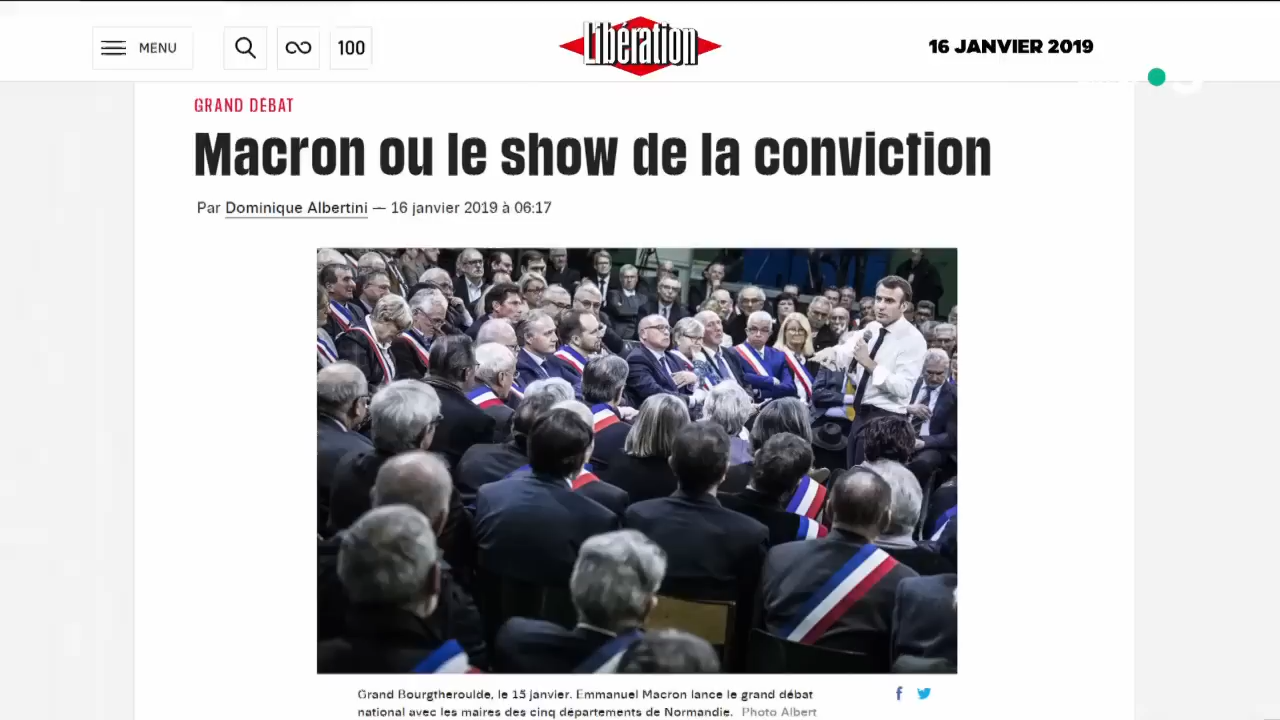 MENU
100
Libération
16 JANVIER 2019
GRAND DÉBAT
Macron ou le show de la conviction
Par Dominique Albertini — 16 janvier 2019 à 06:17
Grand Bourgtheroulde, le 15 janvier. Emmanuel Macron lance le grand débat
national avec les maires des cinq départements de Normandie. Photo Albert